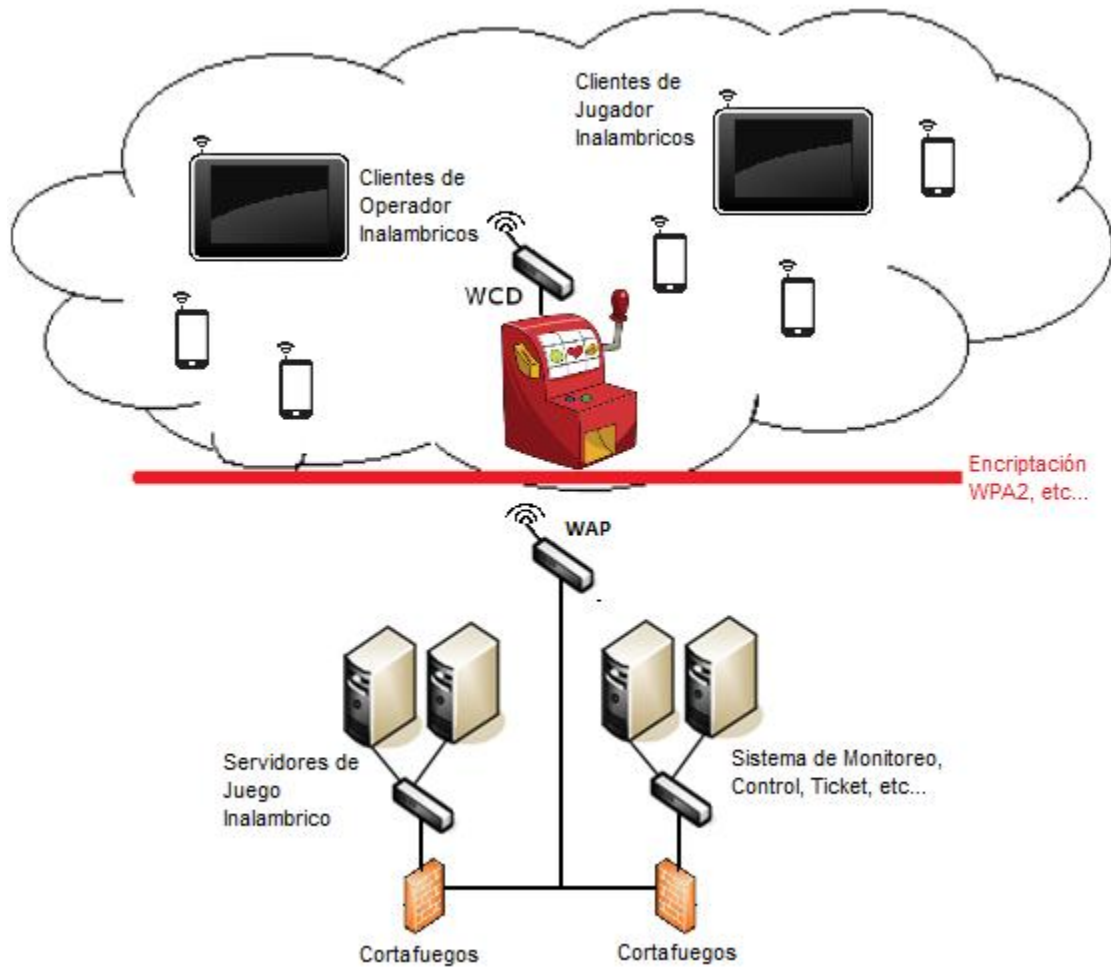 Clientes de
Jugador
Inalambricos
Clientes de
Operador
Inalambricos
WCD
Encriptación
WPA2, etc...
WAP
Servidores de
Juego
Inalambrico
Sistema de Monitoreo,
Control, Ticket, etc...
Cortafuegos
Cortafuegos